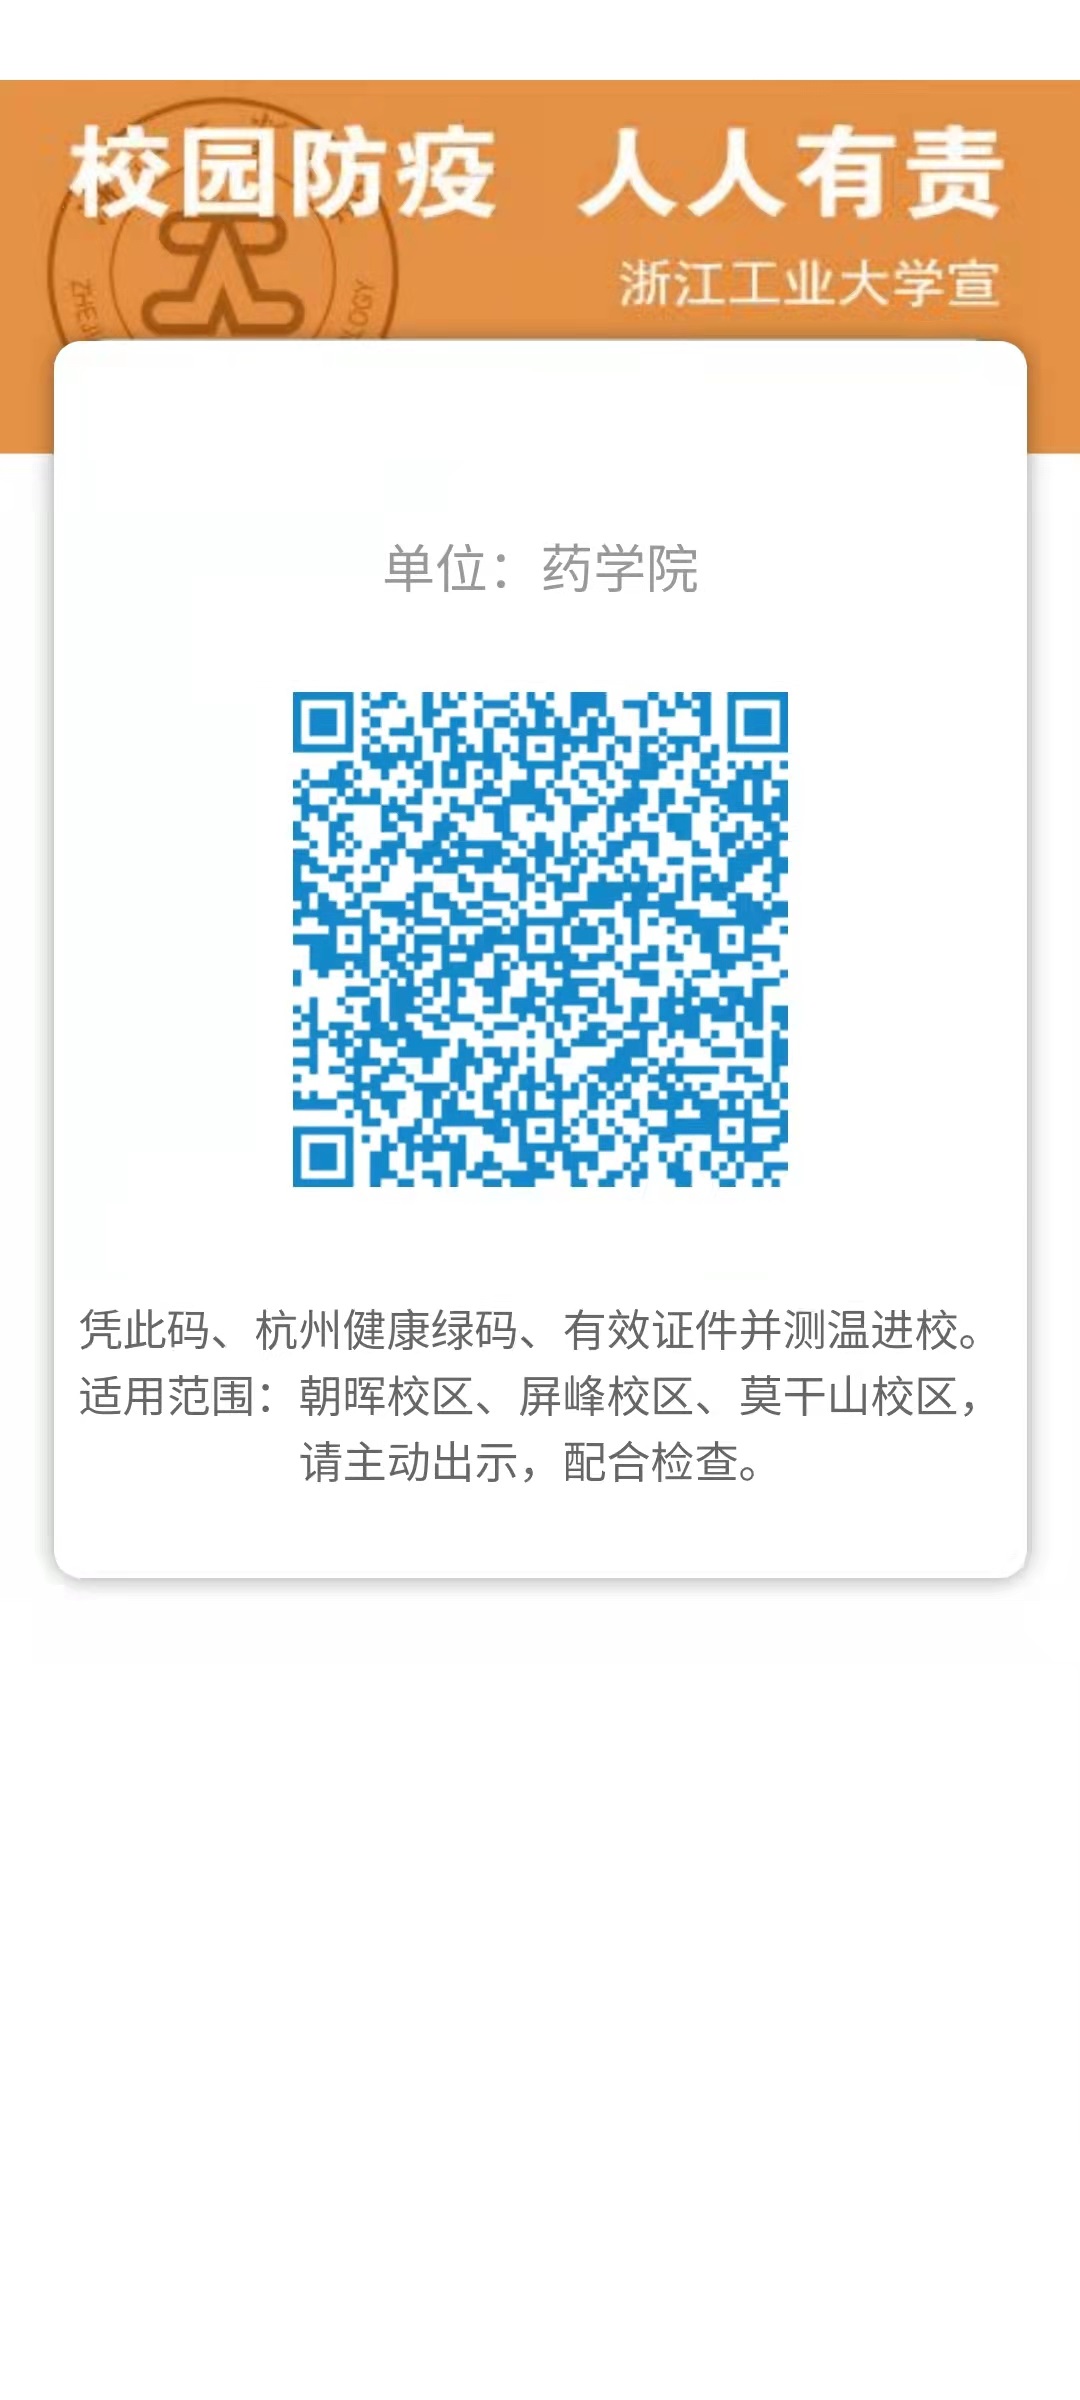 校园防疫 人人有责
浙江工业大学宣
单位：药学院
凭此码、杭州健康绿码、有效证件并测温进校。
适用范围：朝晖校区、屏峰校区、莫干山校区，
请主动出示，配合检查。